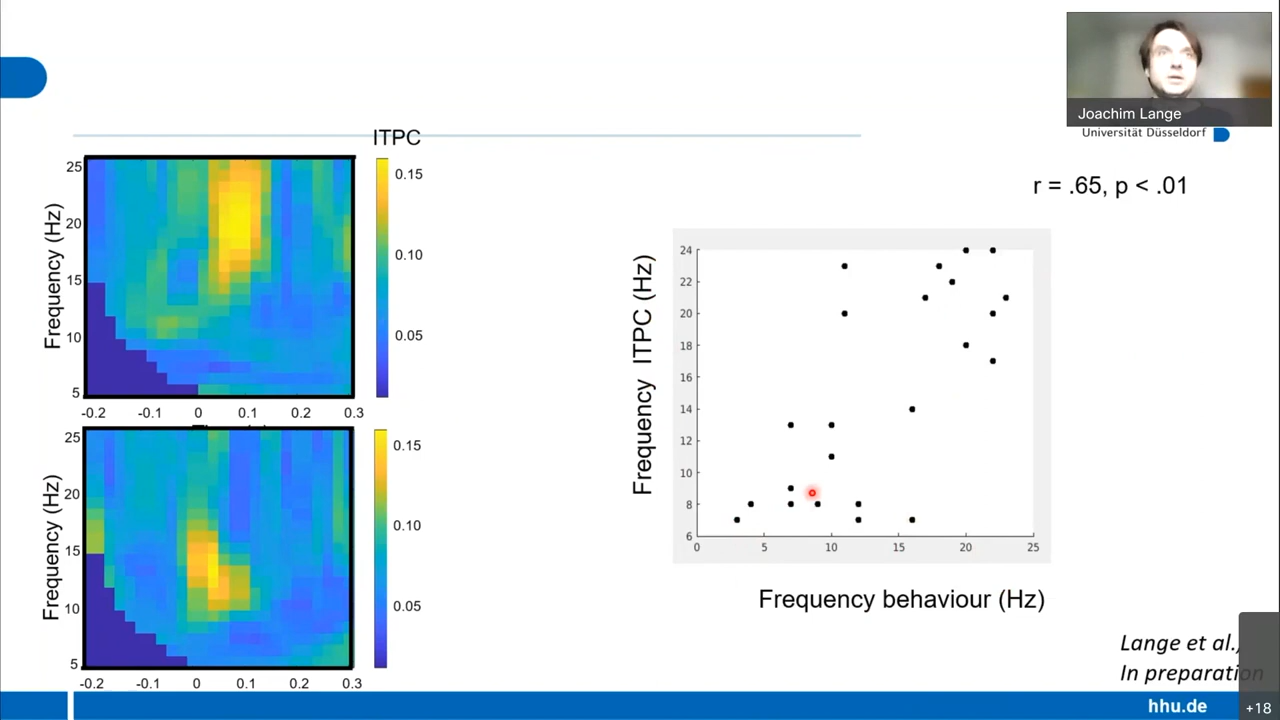 Joachim Lange
Universität Düsseldorf
r = .65, p < .01
ITPC
Frequency (Hz)
25
20
15
10
5
-0.2 -0.1 0 0.1 0.2 0.3
0.15
0.10
0.05
Frequency (Hz)
25
20
15
10
5
-0.2 -0.1 0 0.1 0.2 0.3
0.15
0.10
0.05
Frequency ITPC (Hz)
24
22
20
18
16
14
12
10
8
6
0 5 10 15 20 25
Frequency behaviour (Hz)
Lange et al.,
In preparation
hhu.de
+18